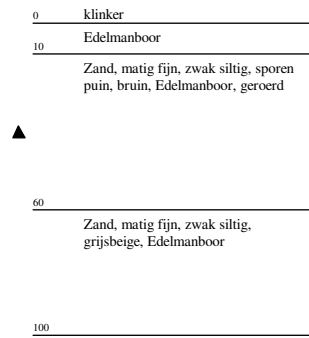 0 klinker
Edelmanboor
10
Zand, matig fijn, zwak siltig, sporen
puin, bruin, Edelmanboor, geroerd
60
Zand, matig fijn, zwak siltig,
grijsbeige, Edelmanboor
100